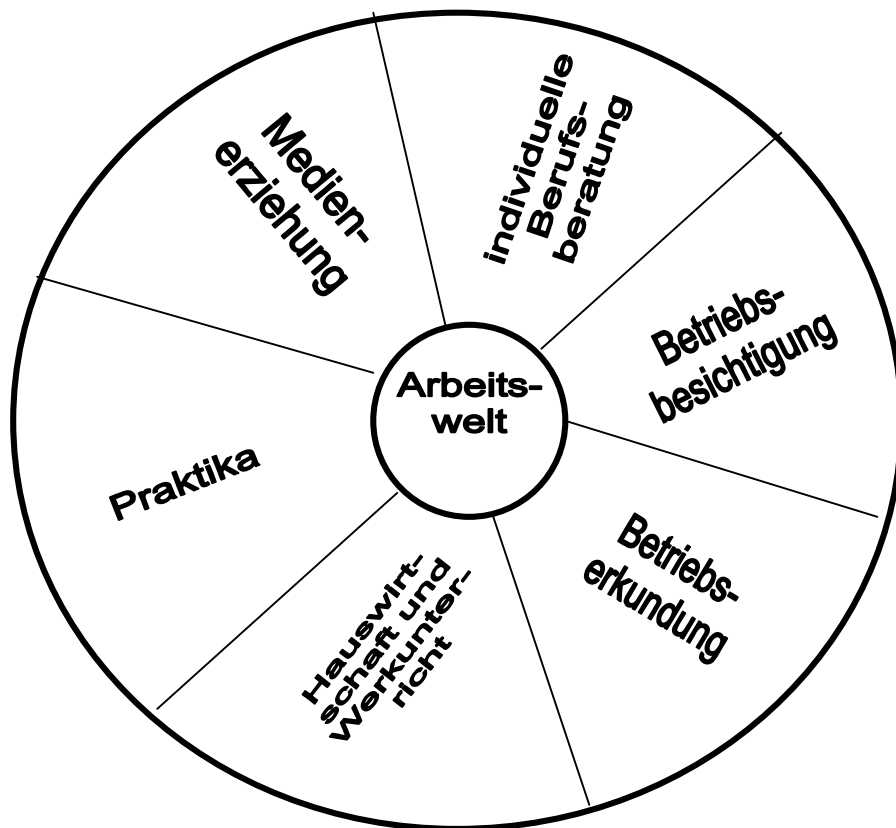 Medien-
erziehung
individuelle
Berufs-
beratung
Betriebs-
besichtigung
Arbeits-
welt
Praktika
Betriebs-
erkundung
Hauswirt-
schaft und
Werkunter-
richt